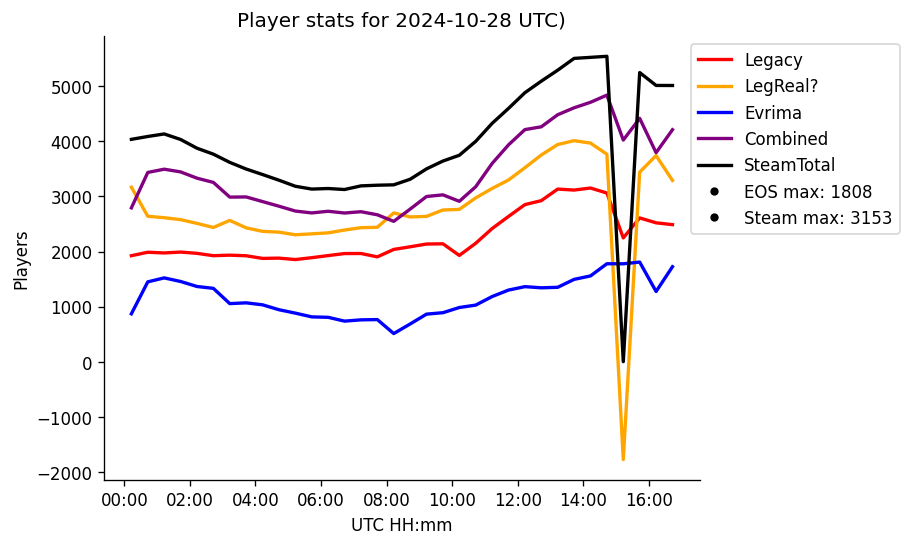 Player stats for 2024-10-28 UTC)
Legacy
LegReal?
Evrima
Combined
SteamTotal
EOS max: 1808
Steam max: 3153
Players
5000
4000
3000
2000
1000
0
−1000
−2000
00:00 02:00 04:00 06:00 08:00 10:00 12:00 14:00 16:00
UTC HH:mm